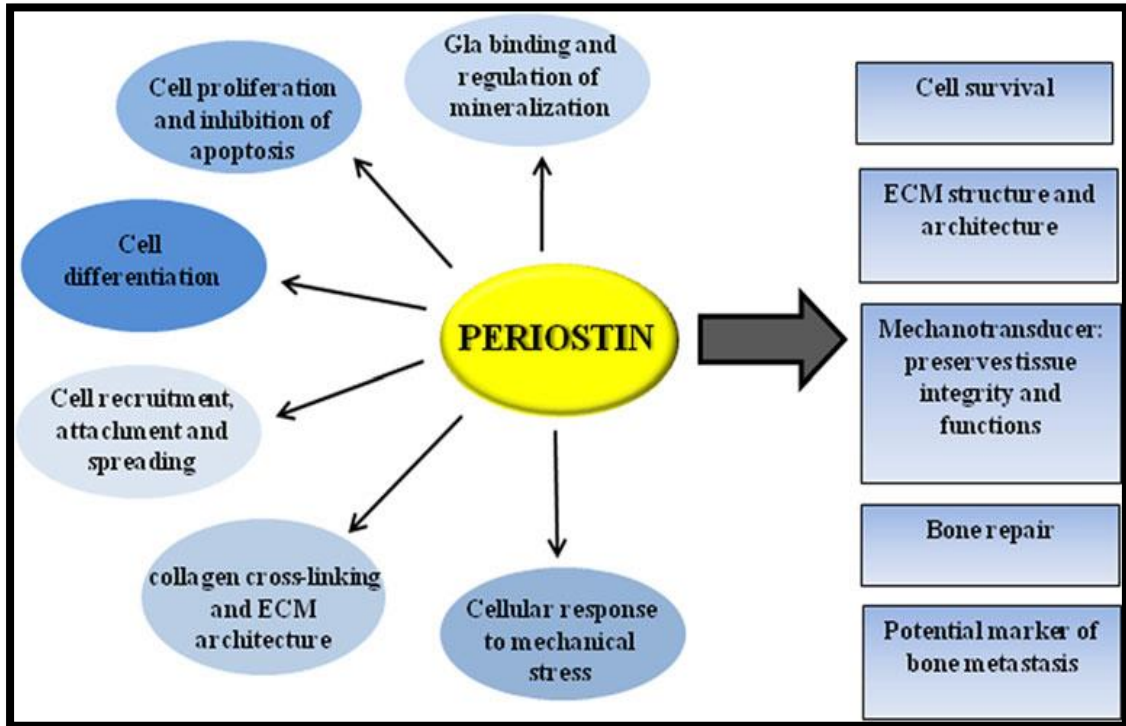 Gla binding and
regulation of
mineralization
Cell proliferation
and inhibition of
apoptosis
Cell
differentiation
Cell recruitment,
attachment and
spreading
collagen cross-linking
and ECM
architecture
Cellular response
to mechanical
stress
PERIOSTIN
Cell survival
ECM structure and
architecture
Mechanotransducer:
preserves tissue
integrity and
functions
Bone repair
Potential marker of
bone metastasis